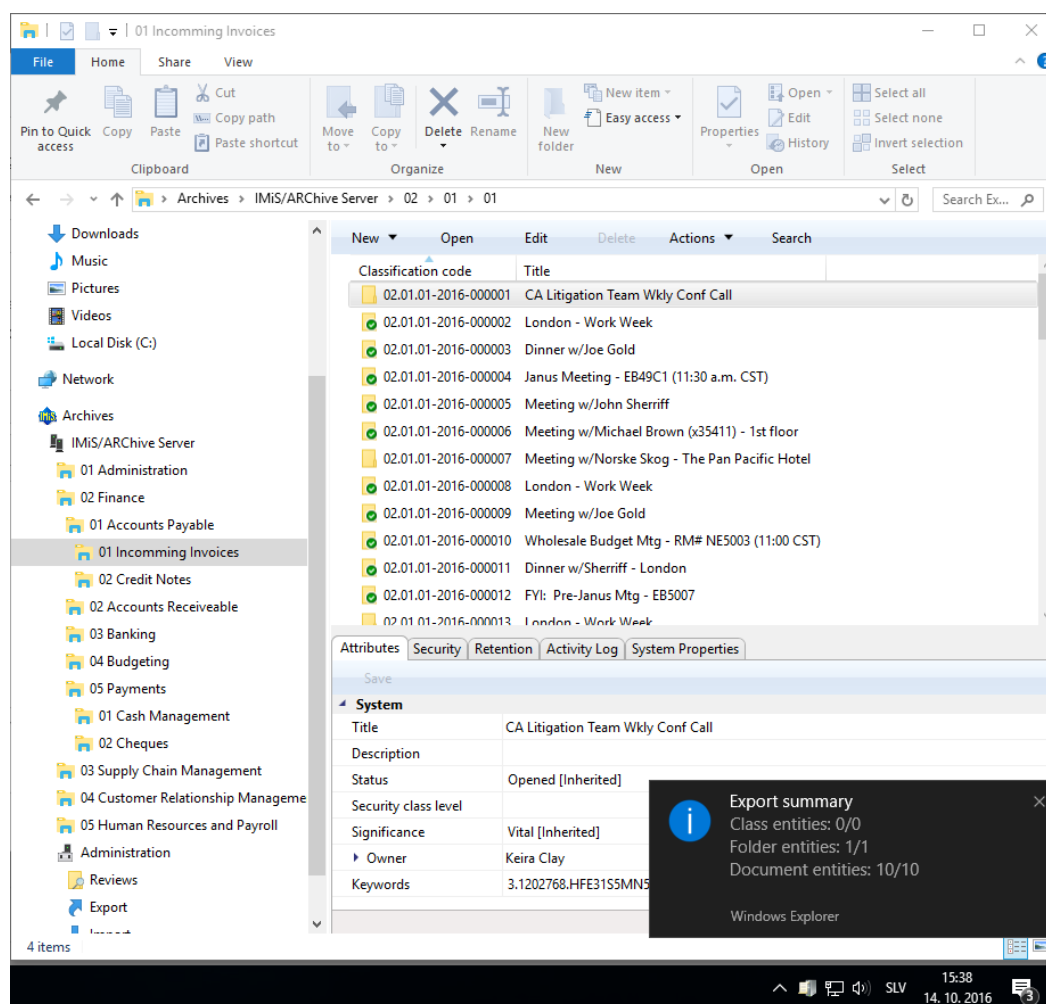 01 Incomming Invoices
File Home Share View
Pin to Quick access
Copy
Paste
Cut
Copy path
Paste shortcut
Clipboard
Move to
Copy to
Delete
Rename
Organize
New folder
New item
Easy access
New
Properties
Open
Edit
History
Open
Select all
Select none
Invert selection
Select
Archives > IMiS/ARChive Server > 02 > 01 > 01
Search Ex...
Downloads
Music
Pictures
Videos
Local Disk (C:)
Network
Archives
IMiS/ARChive Server
01 Administration
02 Finance
01 Accounts Payable
01 Incomming Invoices
02 Credit Notes
02 Accounts Receiveable
03 Banking
04 Budgeting
05 Payments
01 Cash Management
02 Cheques
03 Supply Chain Management
04 Customer Relationship Manageme
05 Human Resources and Payroll
Administration
Reviews
Export
New Open Edit Delete Actions Search
Classification code Title
02.01.01-2016-000001 CA Litigation Team Wkly Conf Call
02.01.01-2016-000002 London - Work Week
02.01.01-2016-000003 Dinner w/Joe Gold
02.01.01-2016-000004 Janus Meeting - EB49C1 (11:30 a.m. CST)
02.01.01-2016-000005 Meeting w/John Sherriff
02.01.01-2016-000006 Meeting w/Michael Brown (x35411) - 1st floor
02.01.01-2016-000007 Meeting w/Norske Skog - The Pan Pacific Hotel
02.01.01-2016-000008 London - Work Week
02.01.01-2016-000009 Meeting w/Joe Gold
02.01.01-2016-000010 Wholesale Budget Mtg - RM# NE5003 (11:00 CST)
02.01.01-2016-000011 Dinner w/Sherriff - London
02.01.01-2016-000012 FYI: Pre-Janus Mtg - EB5007
02.01.01-2016-000013 London - Work Week
Attributes Security Retention Activity Log System Properties
Save
System
Title CA Litigation Team Wkly Conf Call
Description
Status Opened [Inherited]
Security class level
Significance Vital [Inherited]
Owner Keira Clay
Keywords 3.1202768.HFE31S5MN5
Export summary
Class entities: 0/0
Folder entities: 1/1
Document entities: 10/10
Windows Explorer
4 items
SLV
15:38
14. 10. 2016
3